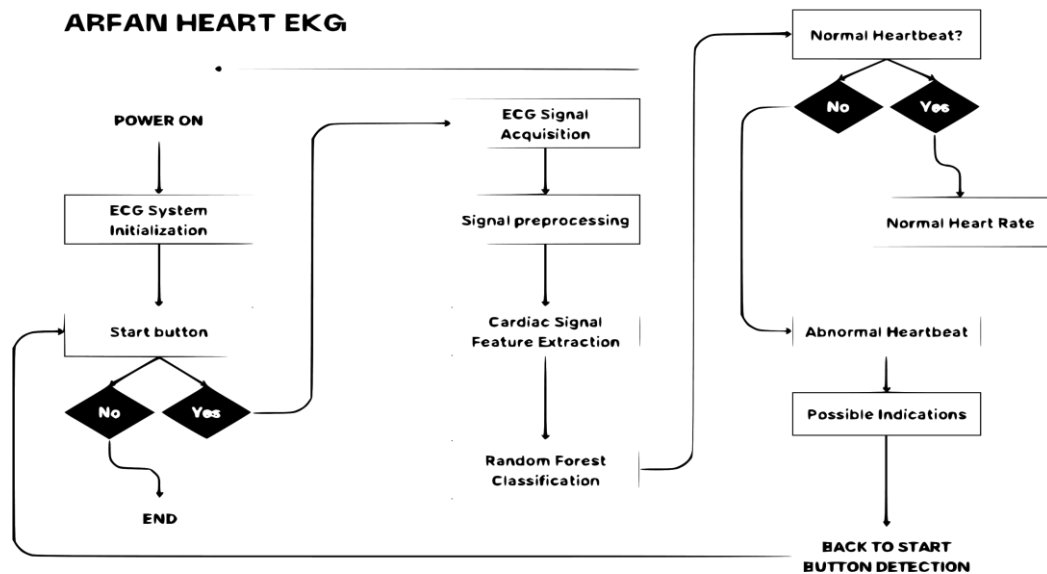 ARFAN HEART EKG
POWER ON
ECG System
Initialization
Start button
No
Yes
END
ECG Signal
Acquisition
Signal preprocessing
Cardiac Signal
Feature Extraction
Random Forest
Classification
Normal Heartbeat?
No
Yes
Normal Heart Rate
Abnormal Heartbeat
Possible Indications
BACK TO START
BUTTON DETECTION